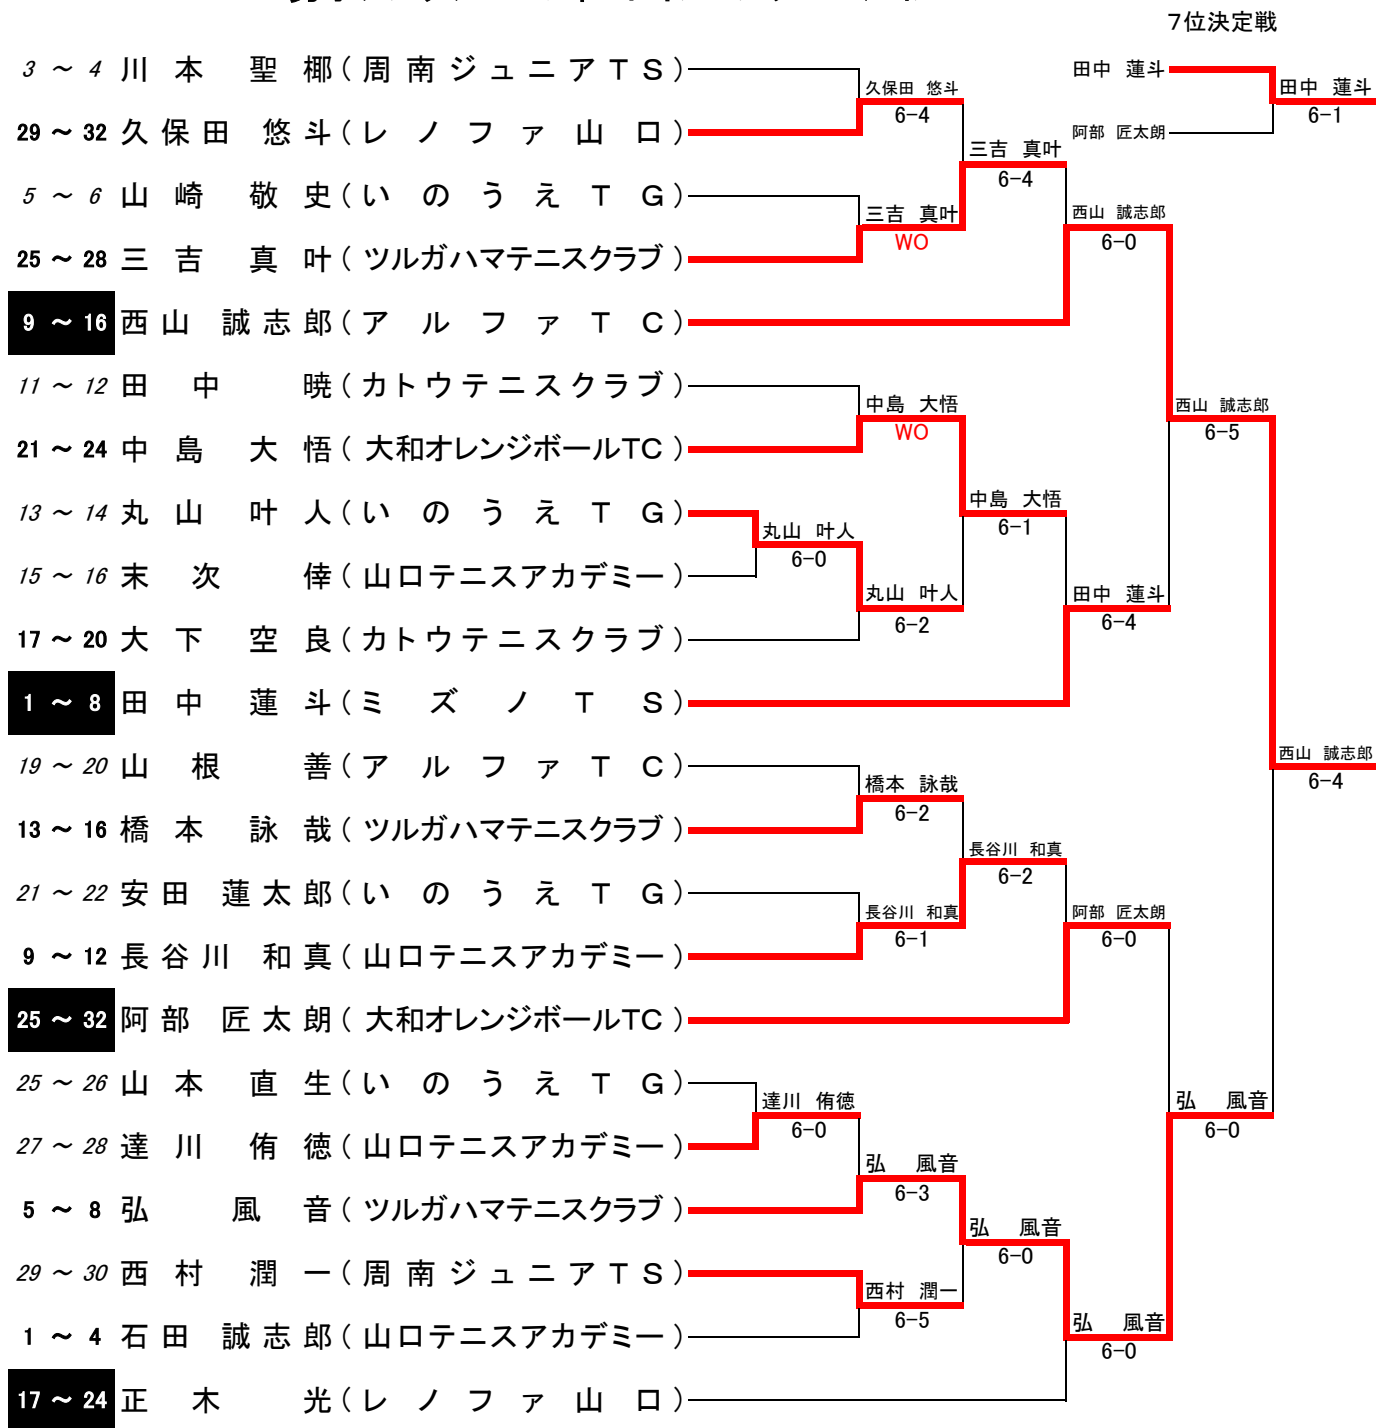 7位決定戦
3 ～ 4 川本 聖椰(周南ジュニアTS)
田中 蓮斗
久保田 悠斗
6-4
田中 蓮斗
6-1
29 ～ 32 久保田 悠斗(レノファ山口)
阿部 匠太朗
三吉 真叶
6-4
5 ～ 6 山崎 敬史(いのうえTG)
三吉 真叶
WO
西山 誠志郎
6-0
25 ～ 28 三吉 真叶(ツルガハマテニスクラブ)
9 ～ 16 西山 誠志郎(アルファTC)
11 ～ 12 田中 暁(カトウテニスクラブ)
中島 大悟
WO
西山 誠志郎
6-5
21 ～ 24 中島 大悟(大和オレンジボールTC)
中島 大悟
6-1
13 ～ 14 丸山 叶人(いのうえTG)
丸山 叶人
6-0
15 ～ 16 末次 倖(山口テニスアカデミー)
丸山 叶人
6-2
田中 蓮斗
6-4
17 ～ 20 大下 空良(カトウテニスクラブ)
1 ～ 8 田中 蓮斗(ミズノTS)
19 ～ 20 山根 善(アルファTC)
西山 誠志郎
6-4
橋本 詠哉
6-2
13 ～ 16 橋本 詠哉(ツルガハマテニスクラブ)
長谷川 和真
6-2
21 ～ 22 安田 蓮太郎(いのうえTG)
長谷川 和真
6-1
阿部 匠太朗
6-0
9 ～ 12 長谷川 和真(山口テニスアカデミー)
25 ～ 32 阿部 匠太朗(大和オレンジボールTC)
25 ～ 26 山本 直生(いのうえTG)
達川 侑徳
6-0
弘 風音
6-0
27 ～ 28 達川 侑徳(山口テニスアカデミー)
弘 風音
6-3
5 ～ 8 弘 風音(ツルガハマテニスクラブ)
弘 風音
6-0
29 ～ 30 西村 潤一(周南ジュニアTS)
西村 潤一
6-5
1 ～ 4 石田 誠志郎(山口テニスアカデミー)
弘 風音
6-0
17 ～ 24 正木 光(レノファ山口)